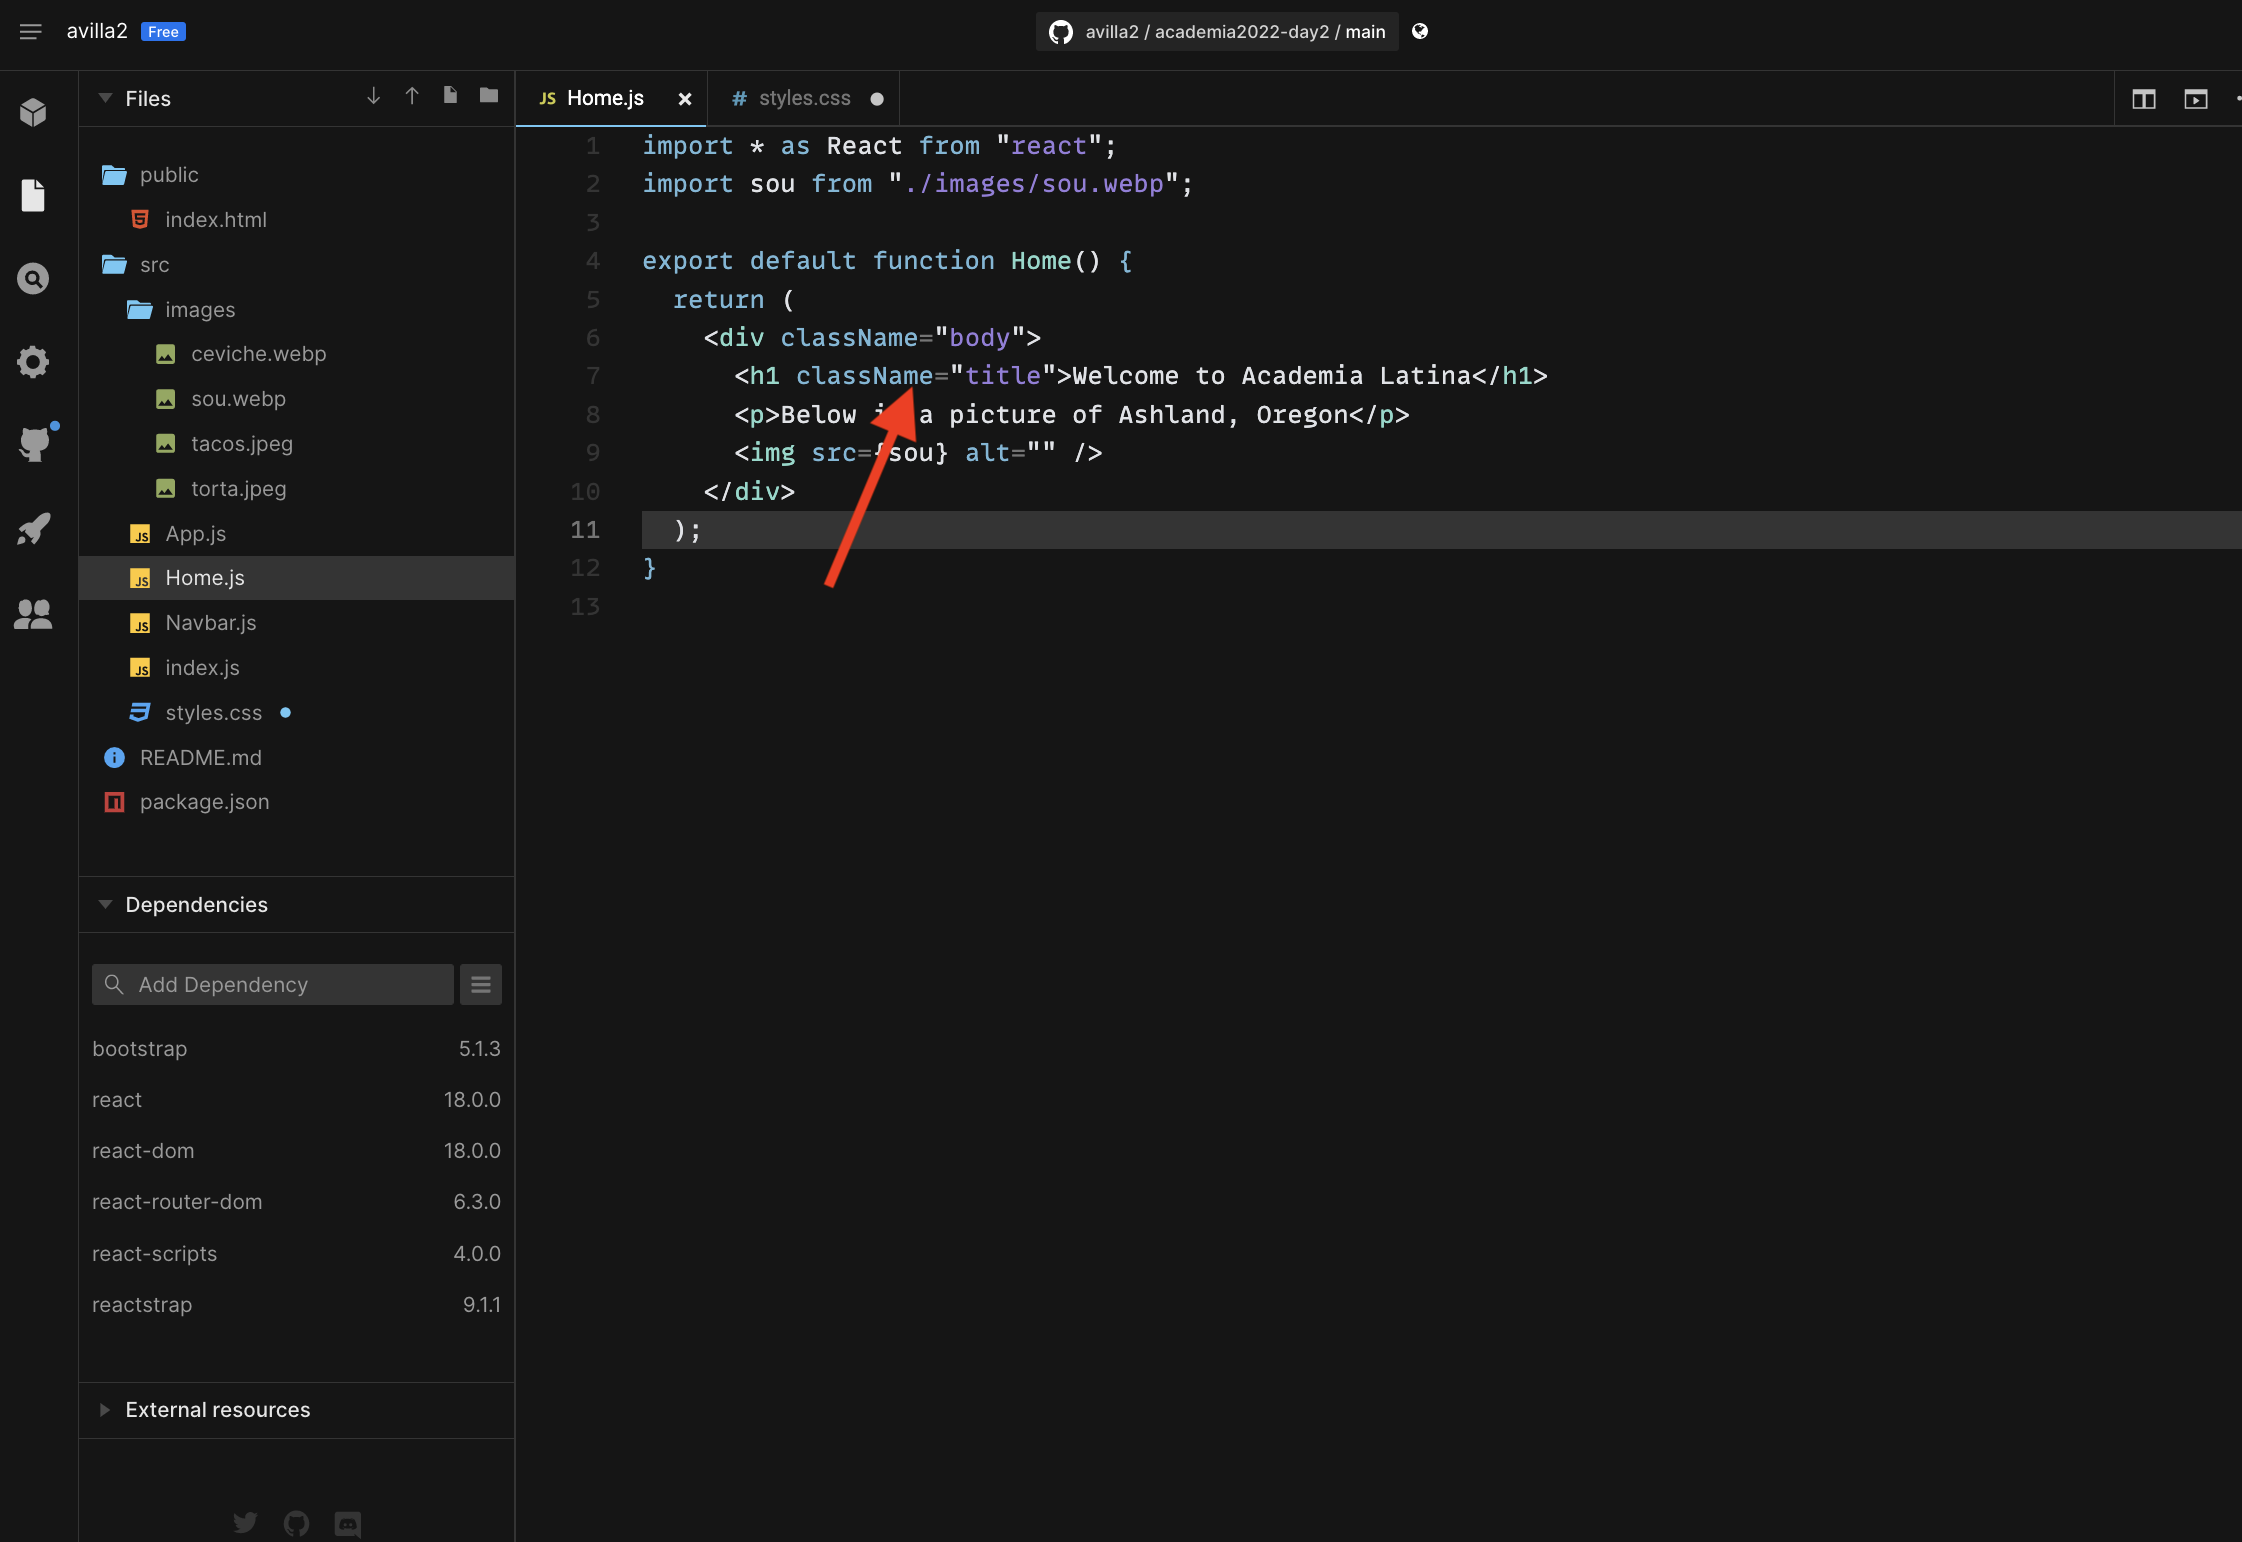 avilla2 Free
avilla2 / academia2022-day2 / main
Files
public
index.html
src
images
ceviche.webp
sou.webp
tacos.jpeg
torta.jpeg
App.js
Home.js
Navbar.js
index.js
styles.css
README.md
package.json
Dependencies
Add Dependency
bootstrap 5.1.3
react 18.0.0
react-dom 18.0.0
react-router-dom 6.3.0
react-scripts 4.0.0
reactstrap 9.1.1
External resources
JS Home.js × # styles.css
1 import * as React from "react";
2 import sou from "./images/sou.webp";
3
4 export default function Home() {
5 return (
6 <div className="body">
7 <h1 className="title">Welcome to Academia Latina</h1>
8 <p>Below a picture of Ashland, Oregon</p>
9 <img src={sou} alt="" />
10 </div>
11 );
12 }
13